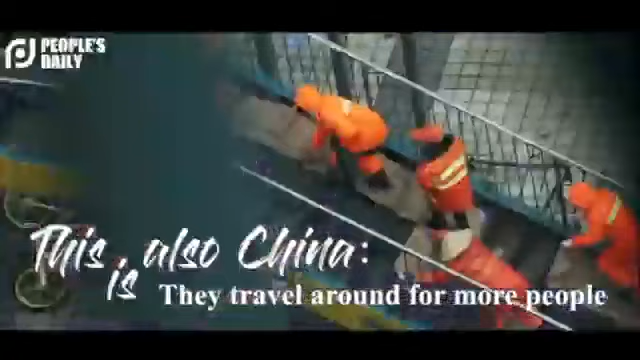 PEOPLE'S
DAILY
This is also China:
They travel around for more people